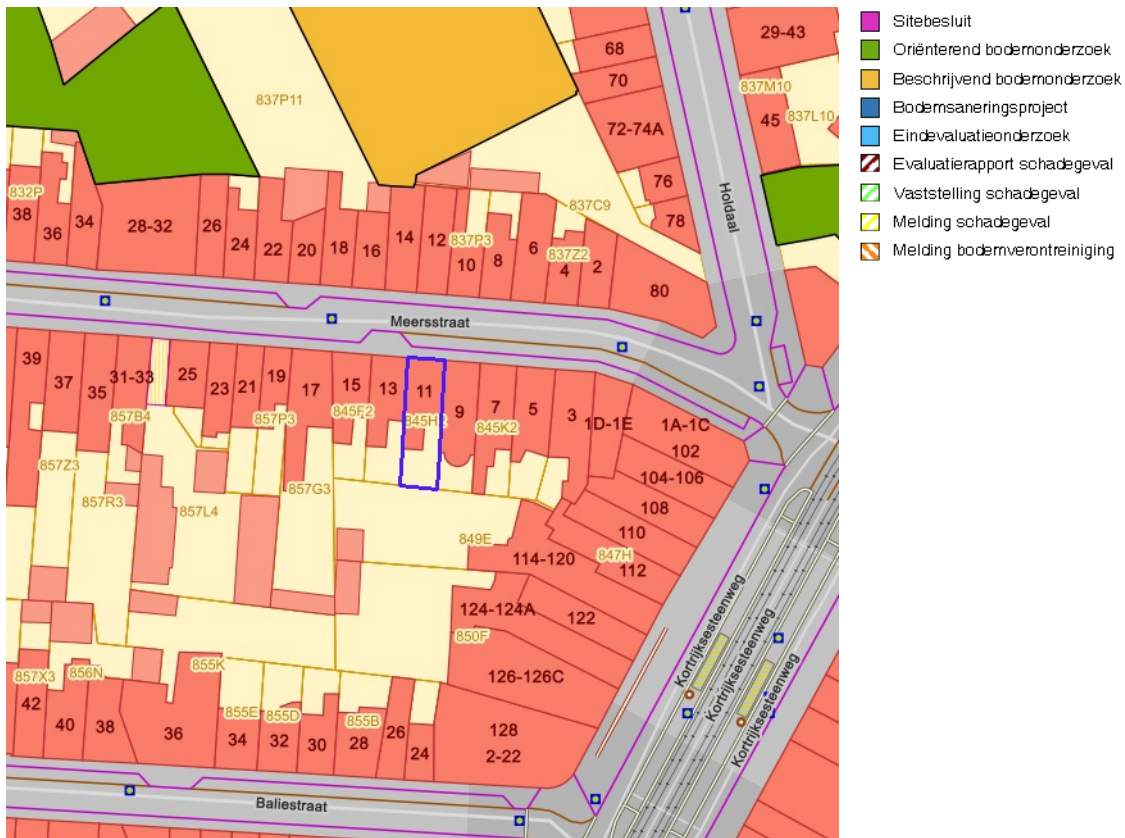 Sitebesluit
Oriënterend bodemonderzoek
Beschrijvend bodemonderzoek
Bodemsaneringsproject
Eindevaluatieonderzoek
Evaluatierapport schadegeval
Vaststelling schadegeval
Melding schadegeval
Melding bodemverontreiniging
29-43
68
70
837P11
837M10
45
837L10
72-74A
76
78
Holdaal
832P
38
36
34
28-32
26
24
22
20
18
16
14
12
837P3
10
8
6
837C9
837Z2
4
2
80
Meersstraat
39
37
35
31-33
857B4
25
23
21
19
857P3
17
15
845F2
13
11
845H2
9
7
845K2
5
3
1D-1E
1A-1C
102
104-106
108
110
847H
112
114-120
849E
857Z3
857R3
857L4
857G3
124-124A
122
850F
126-126C
128
2-22
Kortrijksesteenweg
Kortrijksesteenweg
Kortrijksesteenweg
857X3
856N
855K
855E
855D
855B
42
40
38
36
34
32
30
28
26
24
Baliestraat